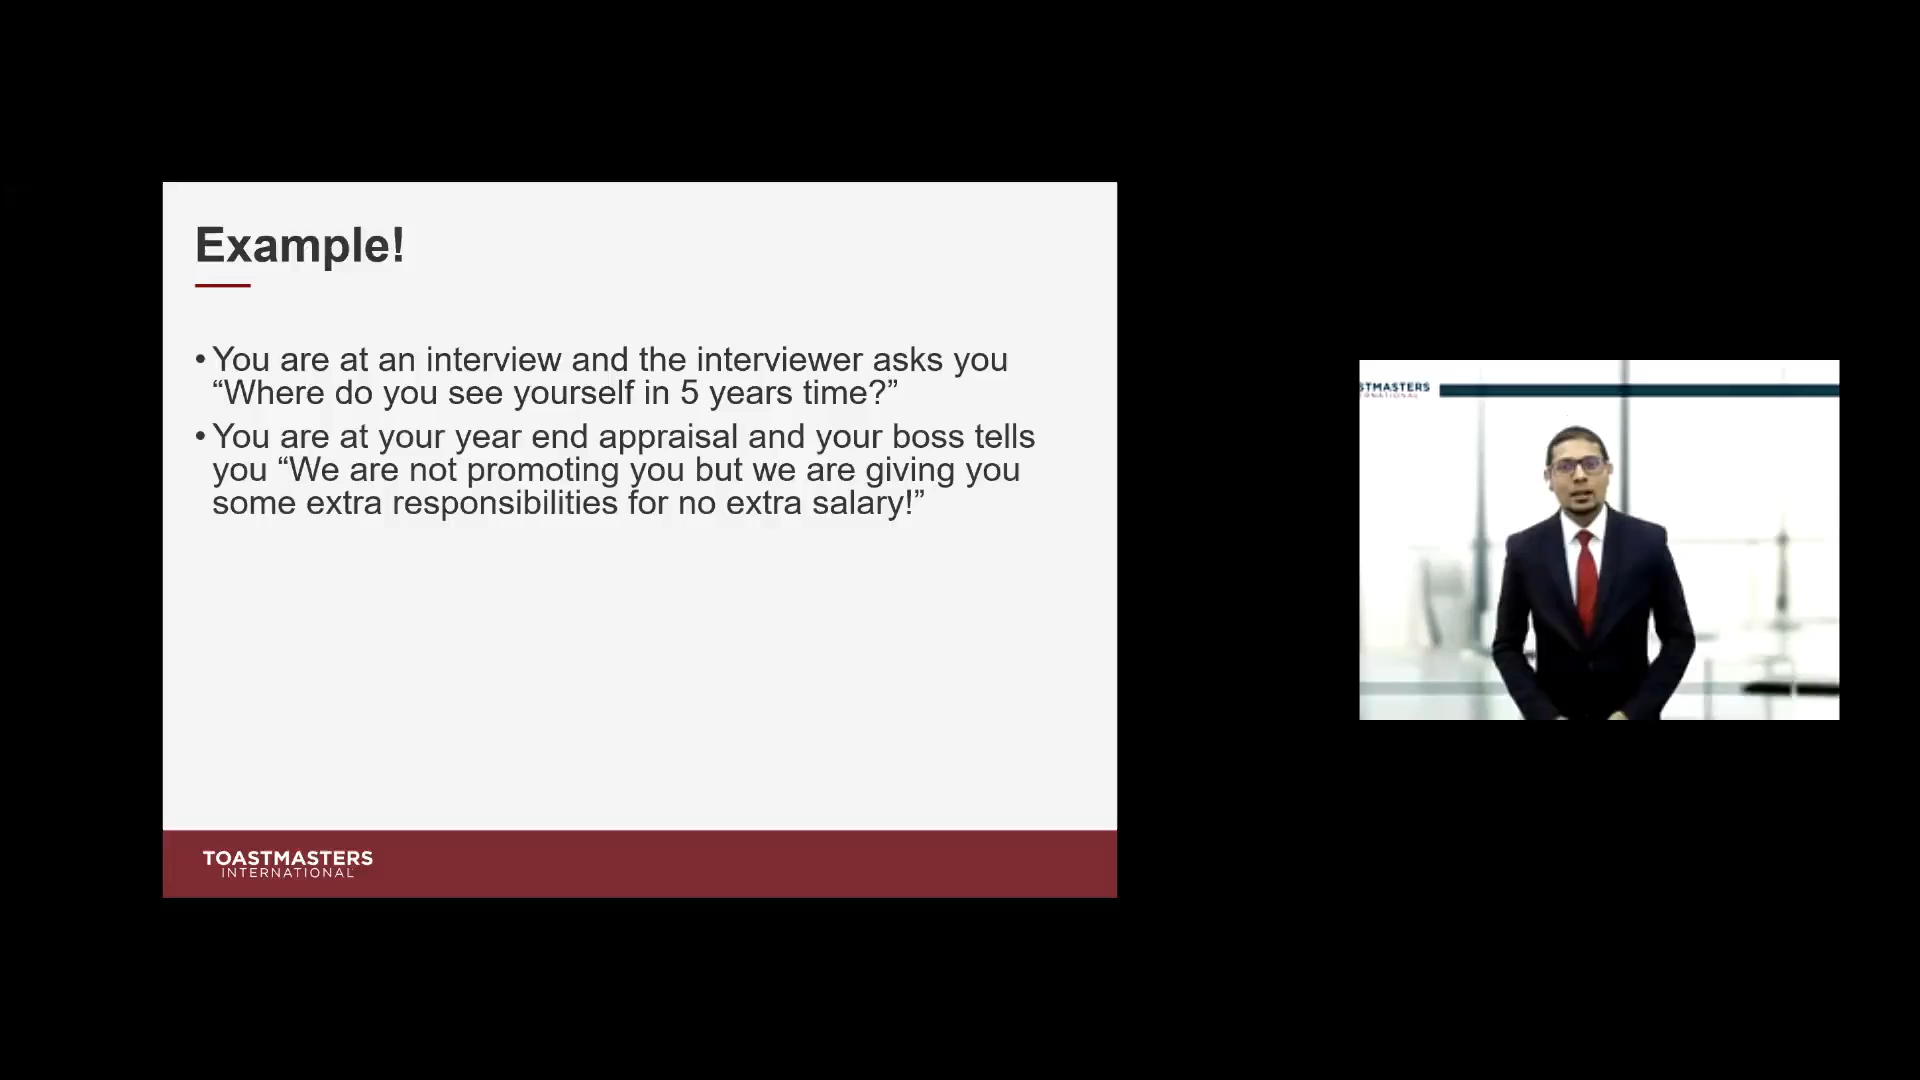 Example!
• You are at an interview and the interviewer asks you
“Where do you see yourself in 5 years time?”
• You are at your year end appraisal and your boss tells
you “We are not promoting you but we are giving you
some extra responsibilities for no extra salary!”
TOASTMASTERS
INTERNATIONAL
STMASTERS